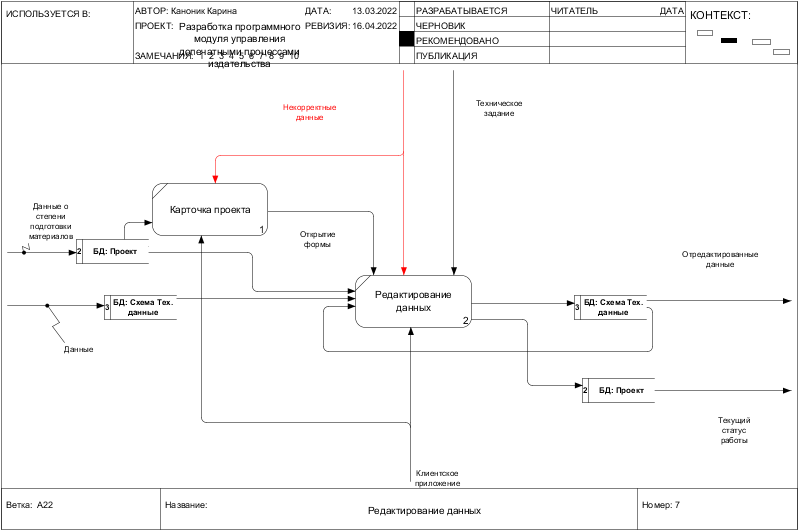 ИСПОЛЬЗУЕТСЯ В:
АВТОР: Каноник Карина
ДАТА: 13.03.2022
ПРОЕКТ: Разработка программного
модуля управления
допечатными процессами
издательства
РЕВИЗИЯ: 16.04.2022
ЗАМЕЧАНИЯ: 1 2 3 4 5 6 7 8 9 10
РАЗРАБАТЫВАЕТСЯ
ЧЕРНОВИК
РЕКОМЕНДОВАНО
ПУБЛИКАЦИЯ
ЧИТАТЕЛЬ
ДАТА
КОНТЕКСТ:
Некорректные
данные
Техническое
задание
Данные о
степени
подготовки
материалов
Карточка проекта
1
2 БД: Проект
Открытие
формы
Отредактированные
данные
3 БД: Схема Тех.
данные
Редактирование
данных
2
3 БД: Схема Тех.
данные
Данные
2 БД: Проект
Текущий
статус
работы
Клиентское
приложение
Ветка: А22
Название:
Редактирование данных
Номер: 7